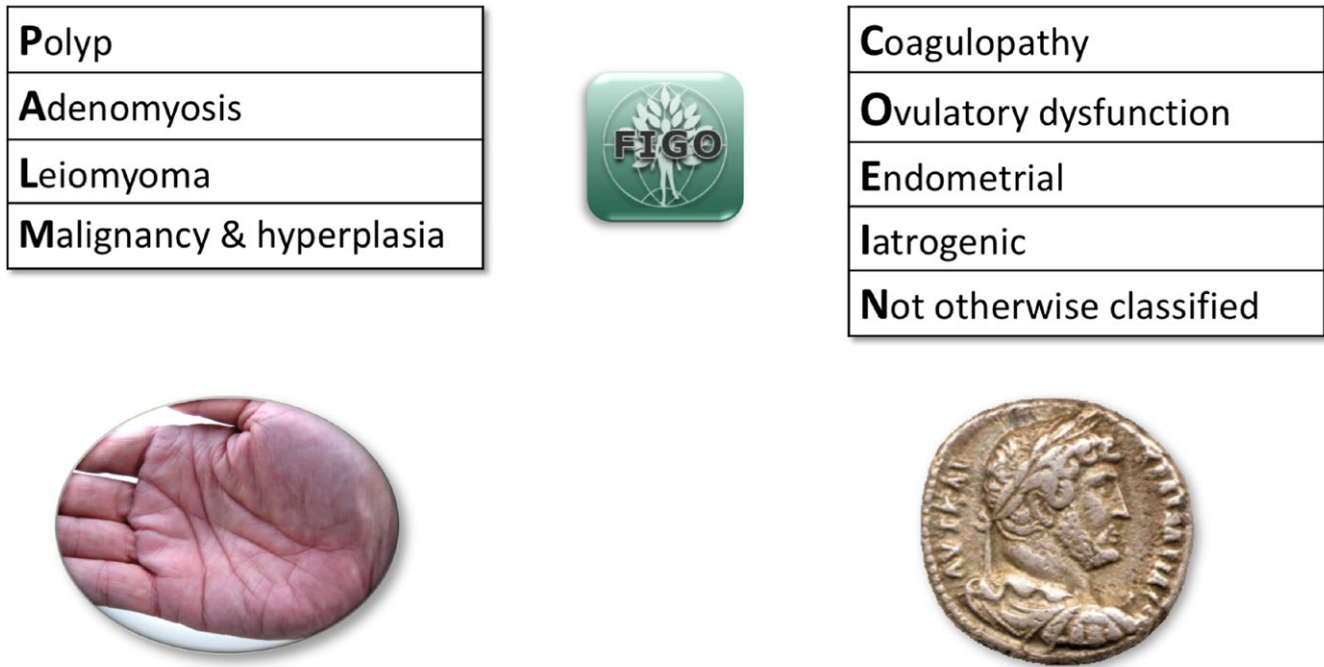 Polyp
Adenomyosis
Leiomyoma
Malignancy & hyperplasia
FIGO
Coagulopathy
Ovulatory dysfunction
Endometrial
Iatrogenic
Not otherwise classified